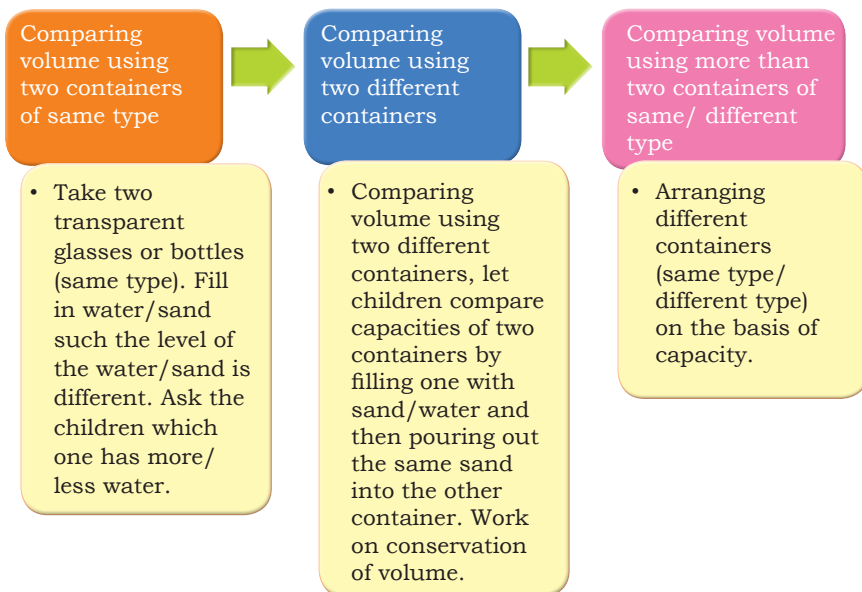 Comparing
volume using
two containers
of same type
Comparing
volume using
two different
containers
Comparing volume
using more than
two containers of
same/ different
type
• Take two
transparent
glasses or bottles
(same type). Fill
in water/sand
such the level of
the water/sand is
different. Ask the
children which
one has more/
less water.
• Comparing
volume using
two different
containers, let
children compare
capacities of two
containers by
filling one with
sand/water and
then pouring out
the same sand
into the other
container. Work
on conservation
of volume.
• Arranging
different
containers
(same type/
different type)
on the basis of
capacity.